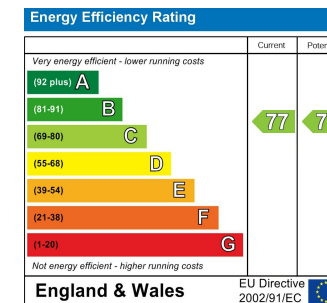 Energy Efficiency Rating
Current
Very energy efficient - lower running costs
(92 plus) A
(81-91) B
(69-80) C
77
(55-68) D
(39-54) E
(21-38) F
(1-20) G
Not energy efficient - higher running costs
England & Wales
EU Directive
2002/91/EC